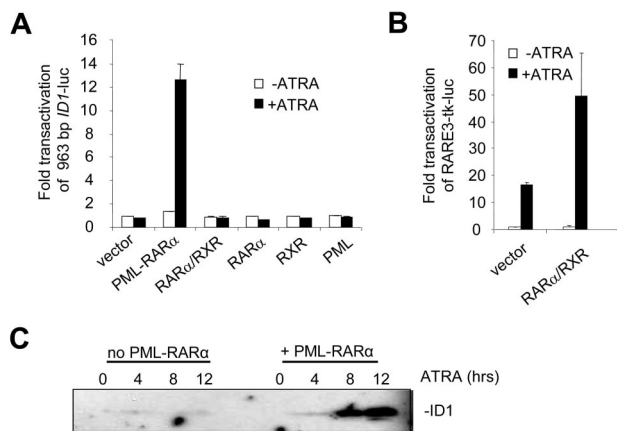 A
Fold transactivation
of 963 bp ID1-luc
16
14
12
10
8
6
4
2
0
-ATRA
+ATRA
vector
PML-RARα
RARα/RXR
RARα
RXR
PML
B
Fold transactivation
of RARE3-tk-luc
70
60
50
40
30
20
10
0
-ATRA
+ATRA
vector
RARα/RXR
C
no PML-RARα + PML-RARα
0 4 8 12 0 4 8 12 ATRA (hrs)
-ID1